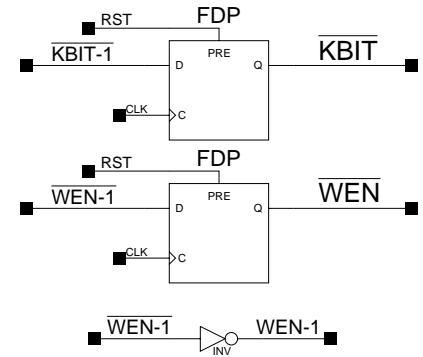 RST FDP
KBIT-1 D PRE Q KBIT
CLK C
RST FDP
WEN-1 D PRE Q WEN
CLK C
WEN-1 INV WEN-1